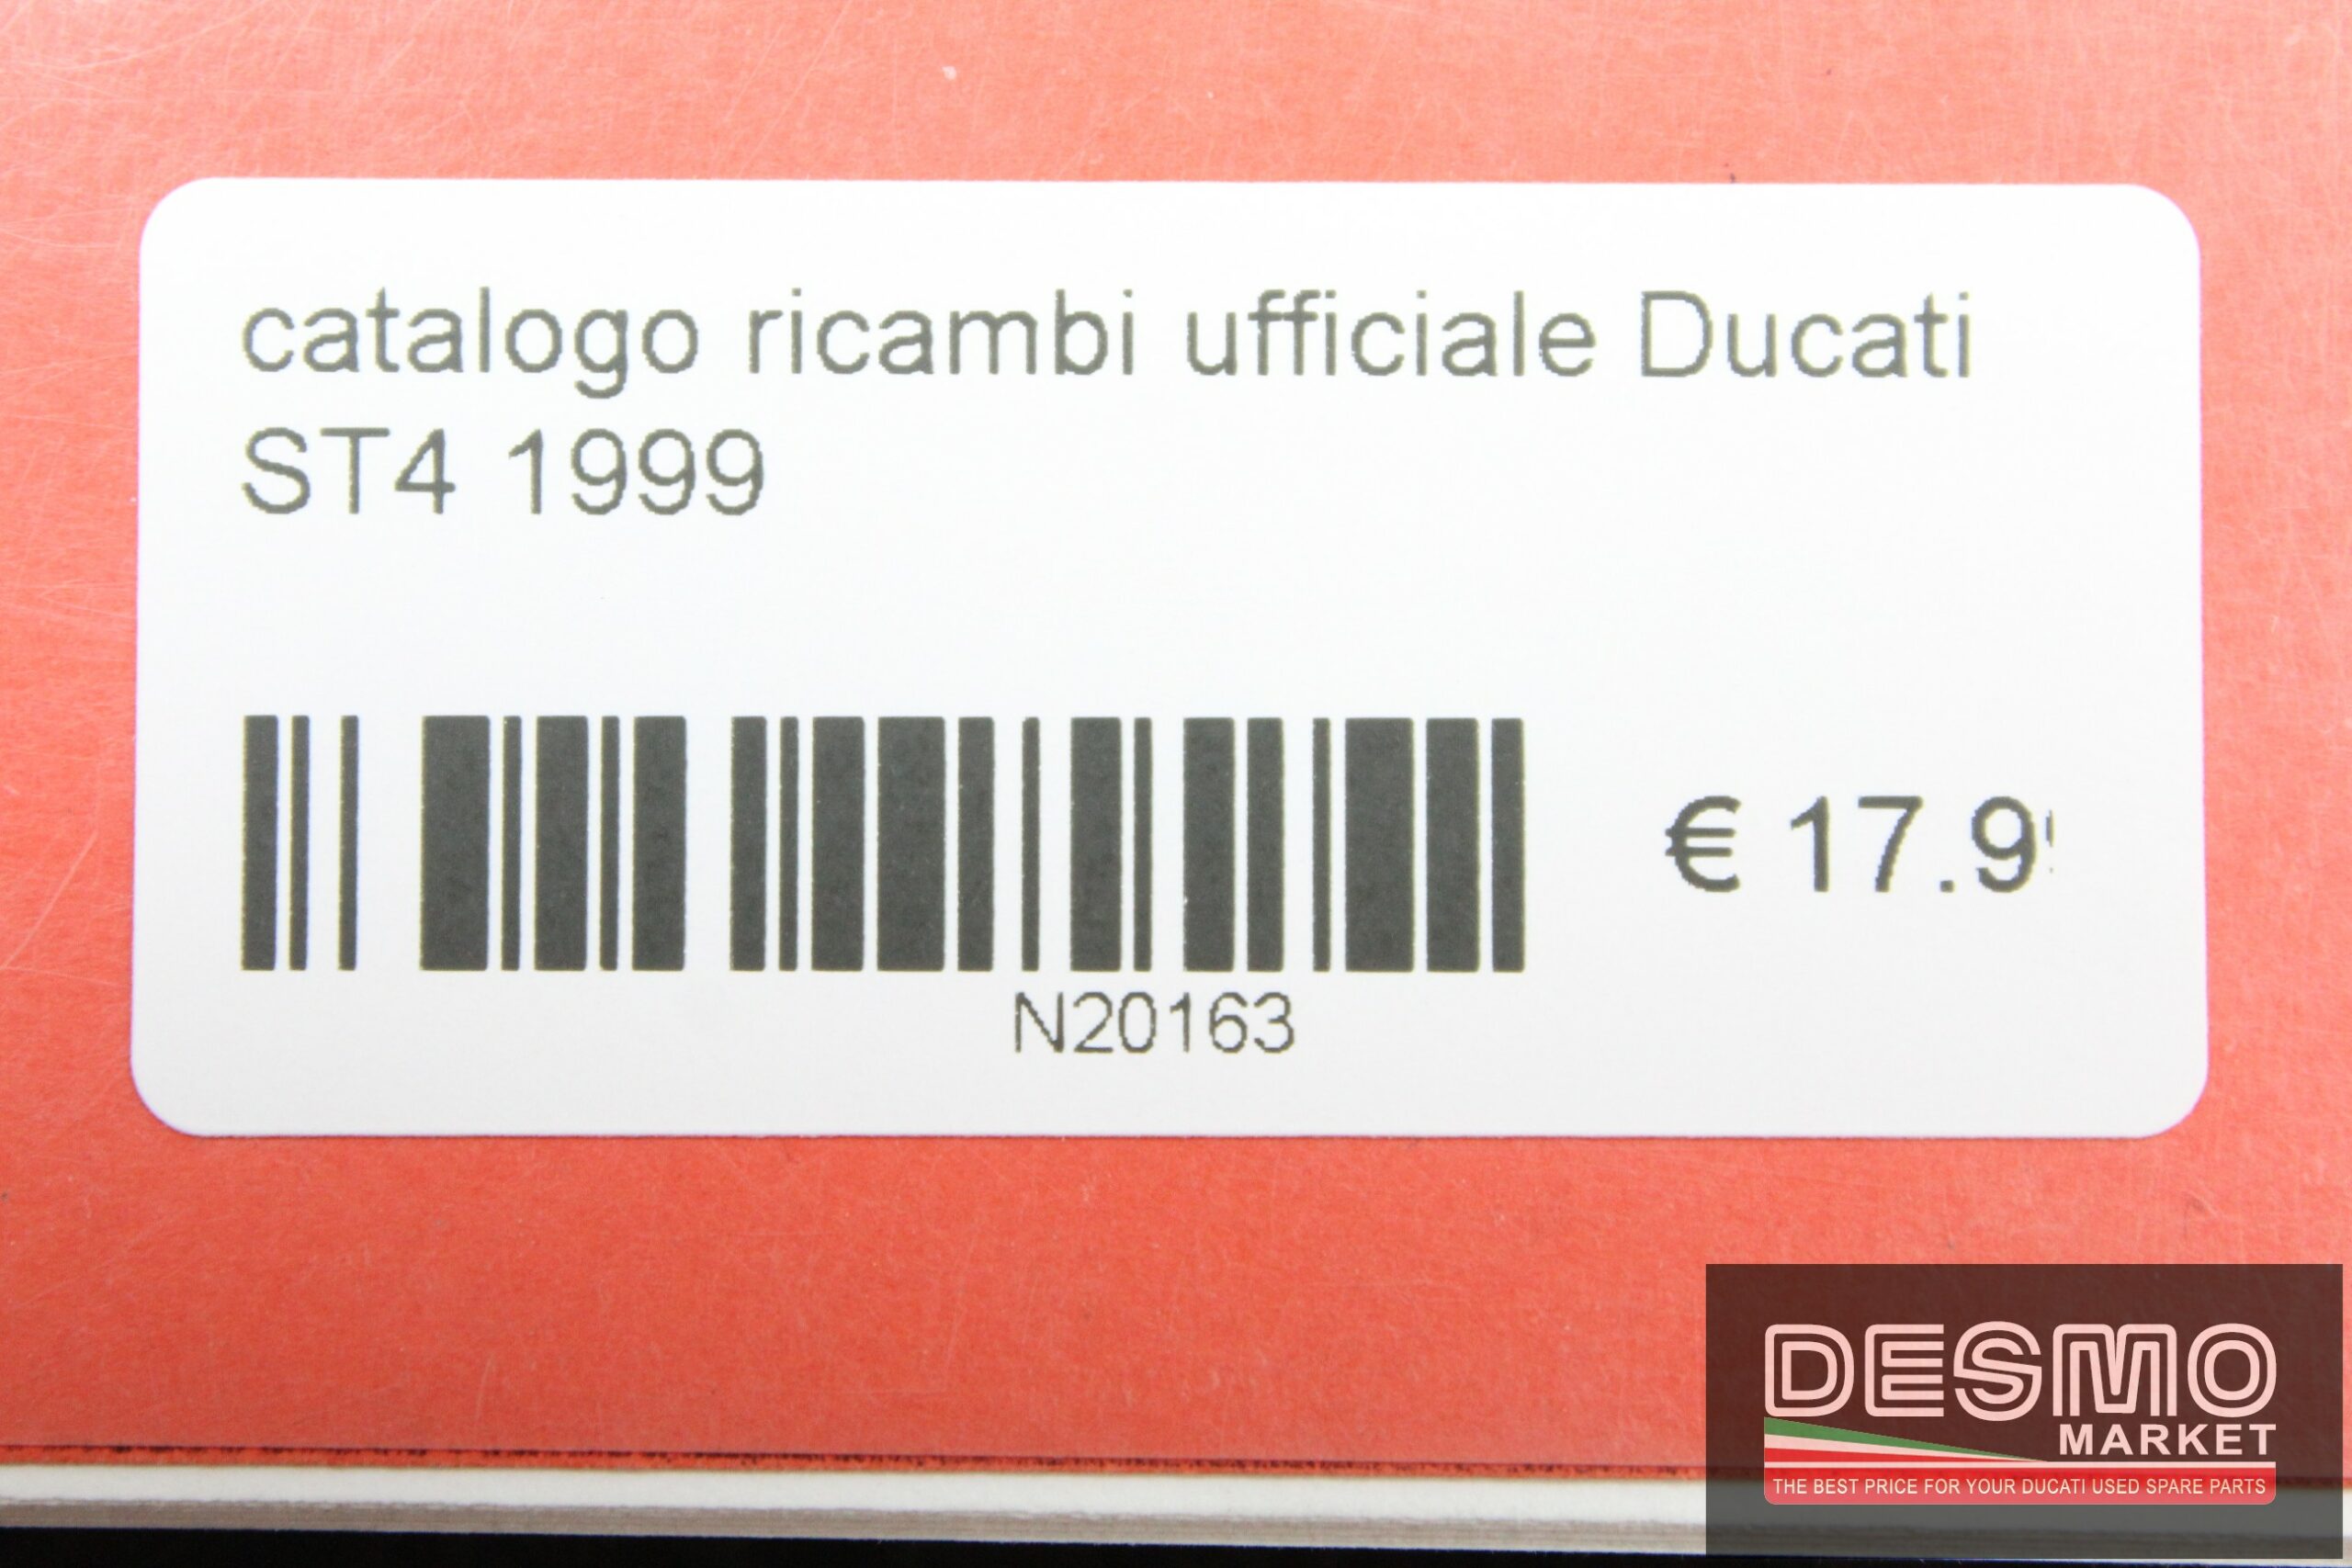 catalogo ricambi ufficiale Ducati
ST4 1999
€ 17.9
N20163
DESMO
MARKET
THE BEST PRICE FOR YOUR DUCATI USED SPARE PARTS